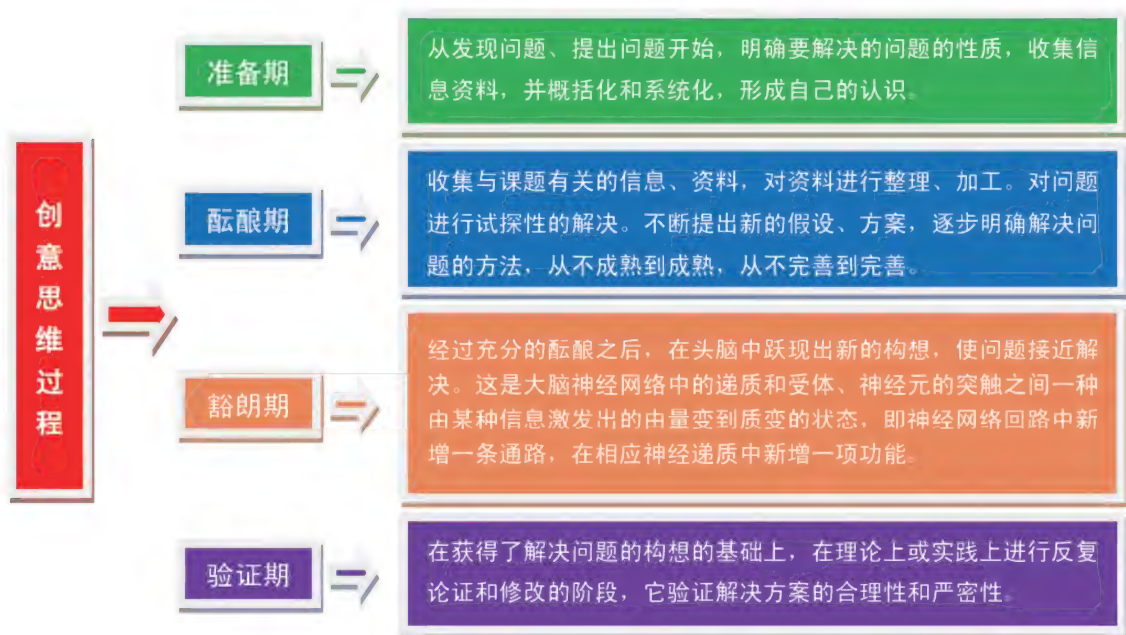 创意思维过程
准备期
从发现问题、提出问题开始，明确要解决的问题的性质，收集信
息资料，并概括化和系统化，形成自己的认识。
酝酿期
收集与课题有关的信息、资料，对资料进行整理、加工。对问题
进行试探性的解决。不断提出新的假设、方案，逐步明确解决问
题的方法，从不成熟到成熟，从不完善到完善。
豁朗期
经过充分的酝酿之后，在头脑中跃现出新的构想，使问题接近解
决。这是大脑神经网络中的递质和受体、神经元的突触之间一种
由某种信息激发出的由量变到质变的状态，即神经网络回路中新
增一条通路，在相应神经递质中新增一项功能。
验证期
在获得了解决问题的构想的基础上，在理论上或实践上进行反复
论证和修改的阶段，它验证解决方案的合理性和严密性。